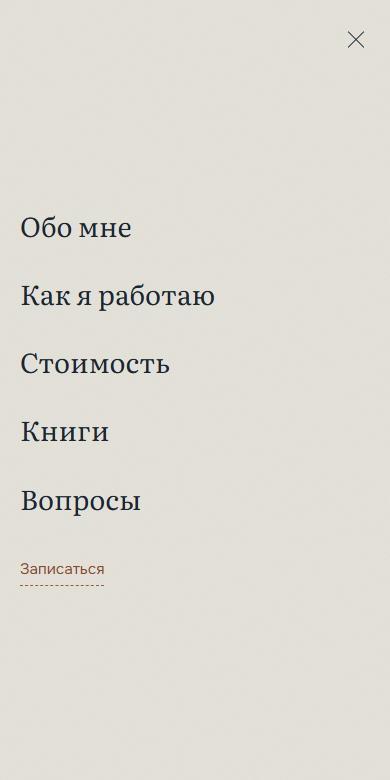 Обо мне
Как я работаю
Стоимость
Книги
Вопросы
Записаться